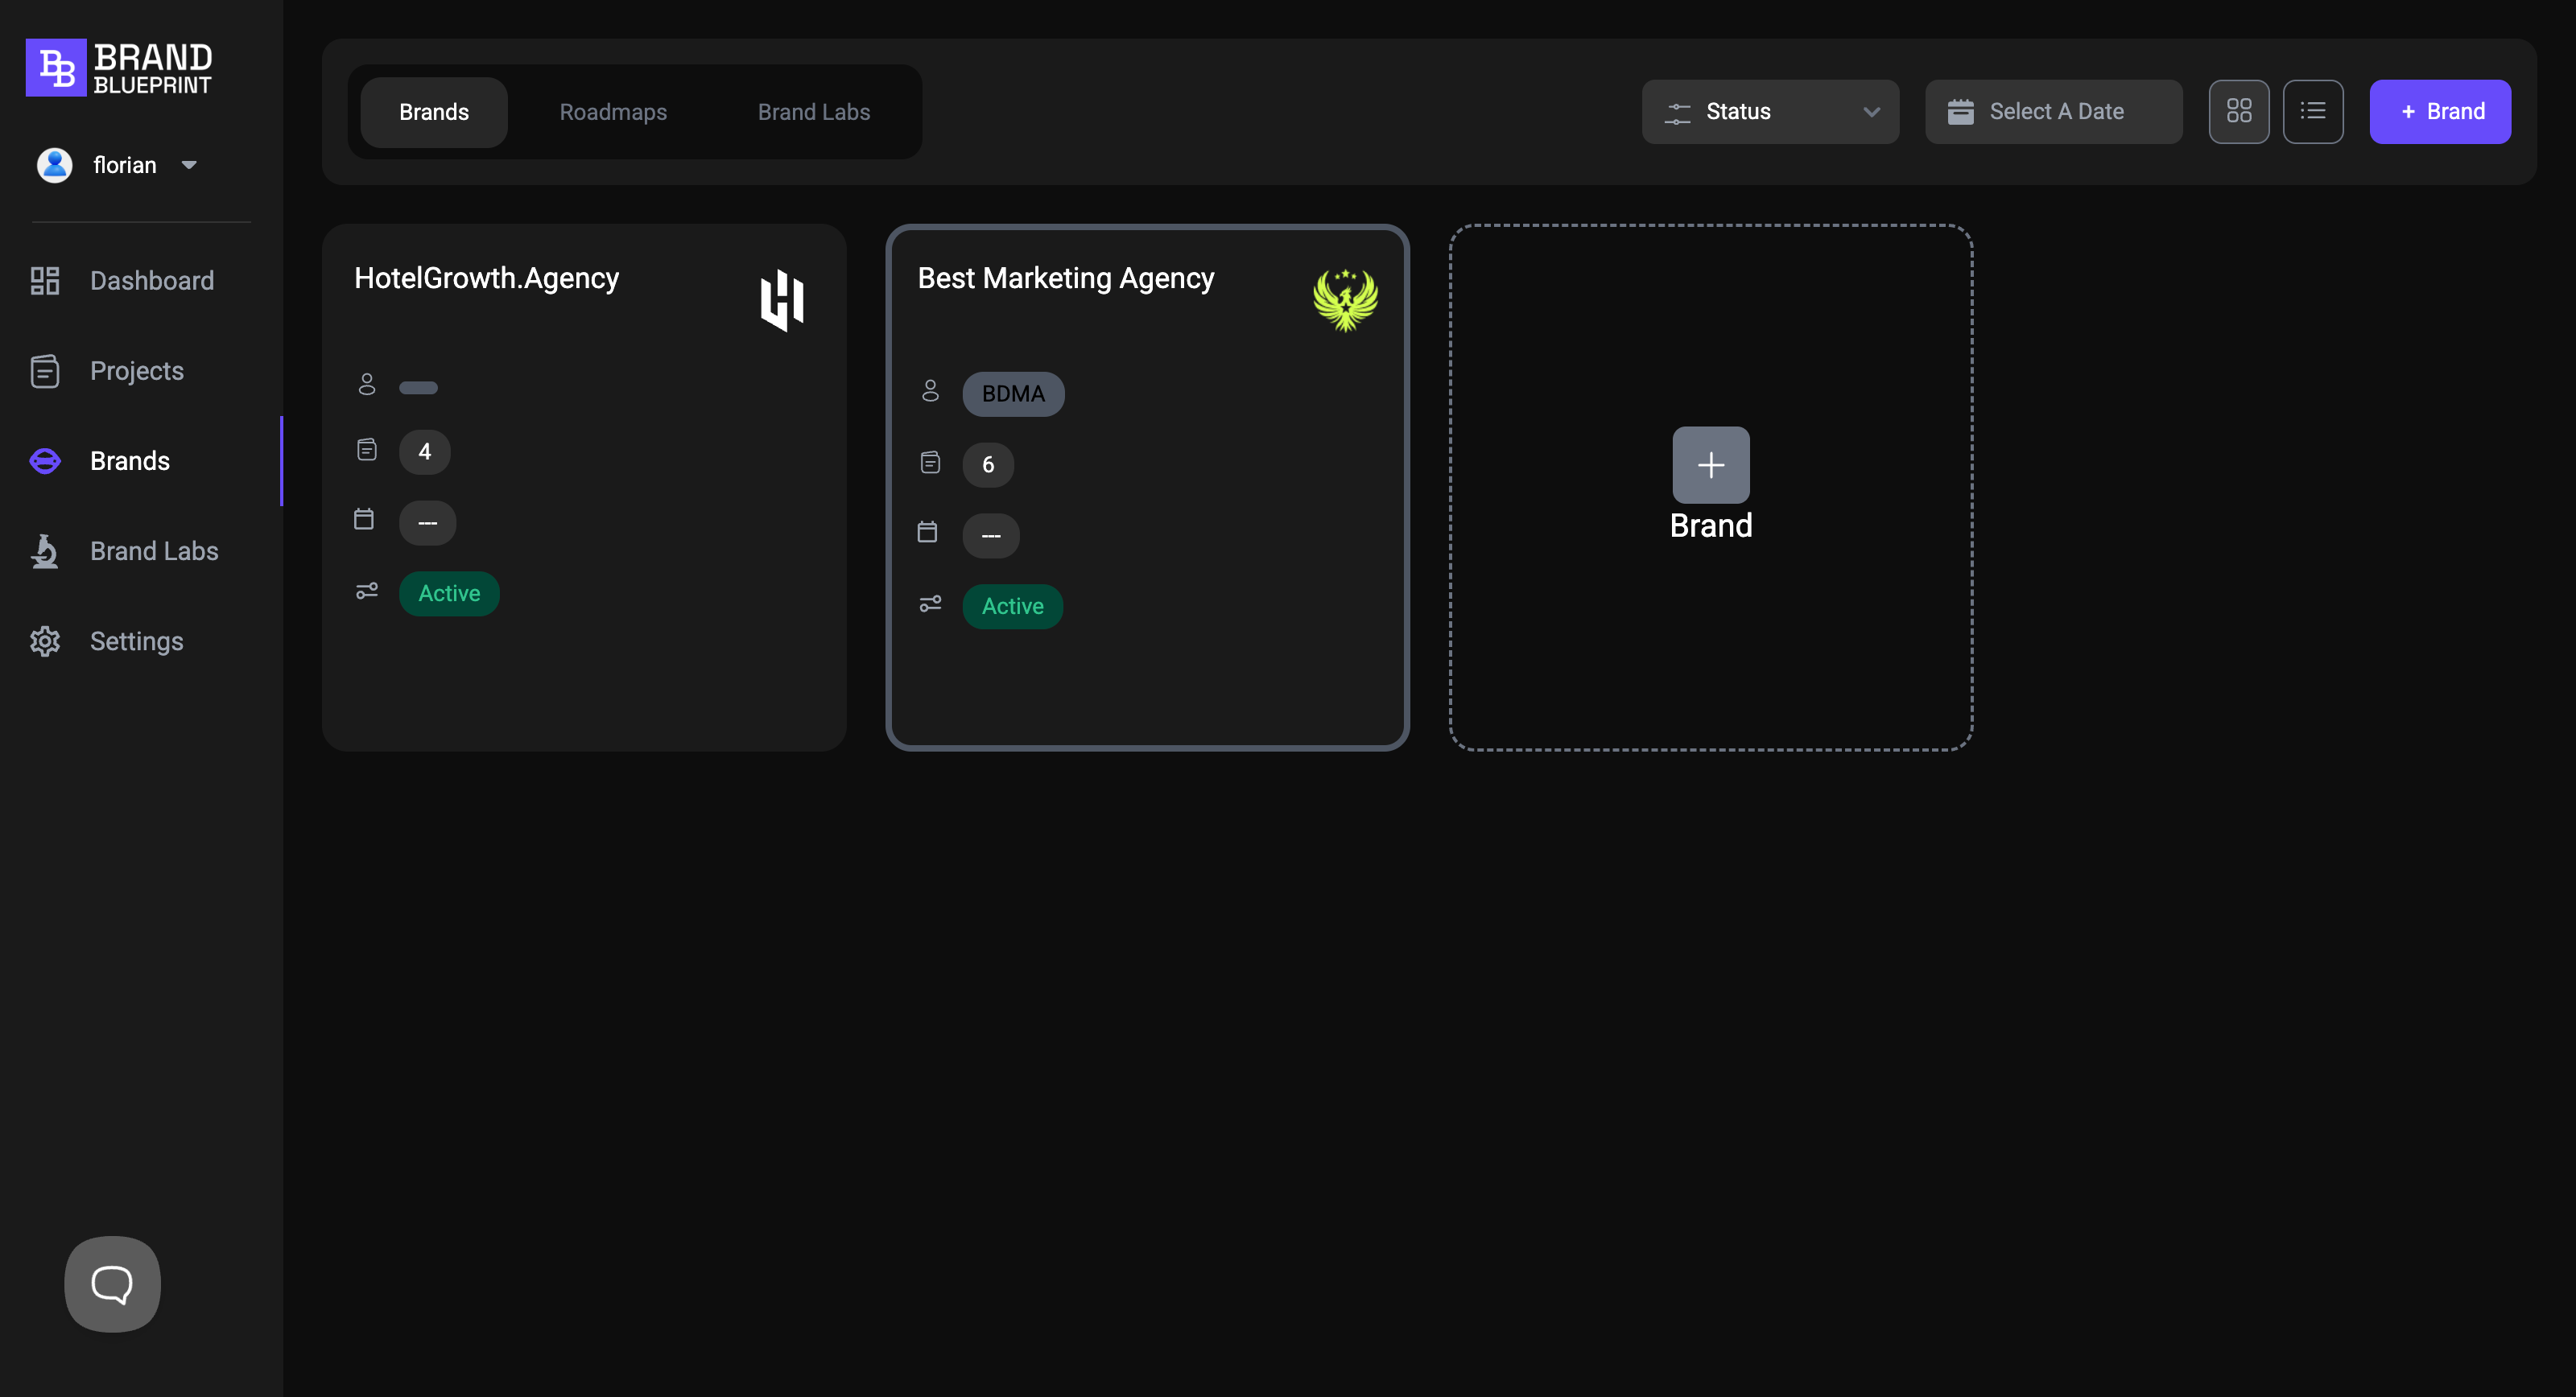 BB BRAND
BLUEPRINT
florian
Dashboard
Projects
Brands
Brand Labs
Settings
Brands Roadmaps Brand Labs Status Select A Date + Brand
HotelGrowth.Agency
4
---
Active
Best Marketing Agency
BDMA
6
---
Active
Brand